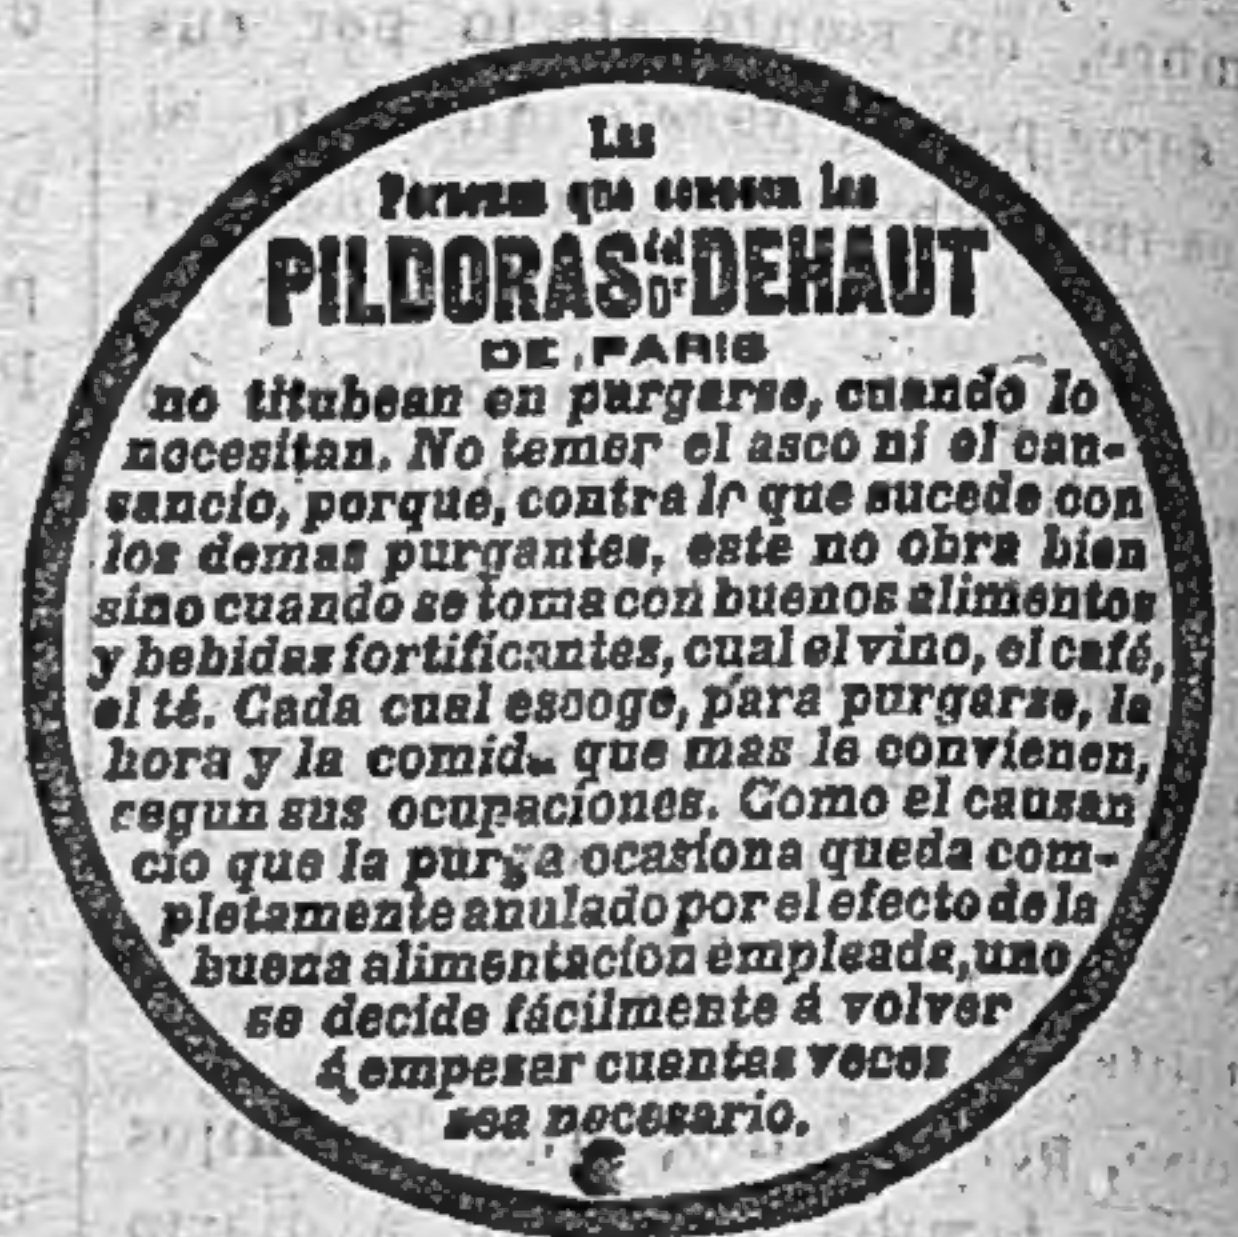 Las
Personas que conocen las
PILDORAS del Dr DEHAUT
DE PARIS
no titubean en purgarse, cuando lo
necesitan. No temer el asco ni el can-
sancio, porque, contra lo que sucede con
los demas purgantes, este no obra bien
sino cuando se toma con buenos alimentos
y bebidas fortificantes, cual el vino, el café,
el té. Cada cual escoge, para purgarse, la
hora y la comida que mas le convienen,
segun sus ocupaciones. Como el causan
cio que la purga ocasiona queda com-
pletamente anulado por el efecto de la
buena alimentacion empleada, uno
se decide fácilmente á volver
á empezar cuantas veces
sea necesario.